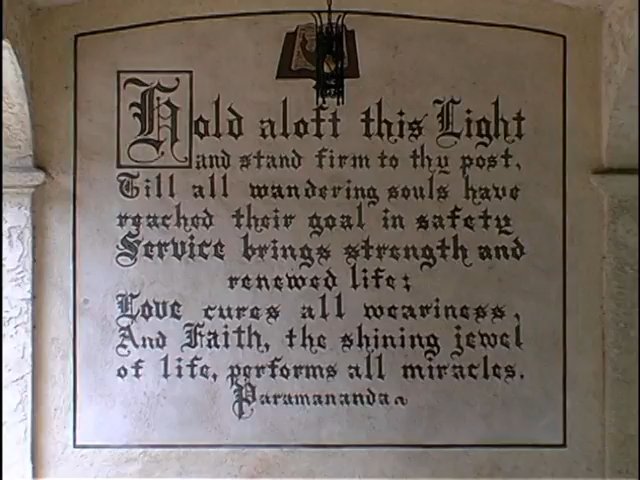 Hold aloft this Light
and stand firm to thy post,
Till all wandering souls have
reached their goal in safety
Service brings strength and
renewed life;
Love cures all weariness,
And Faith, the shining jewel
of life, performs all miracles.
Paramananda